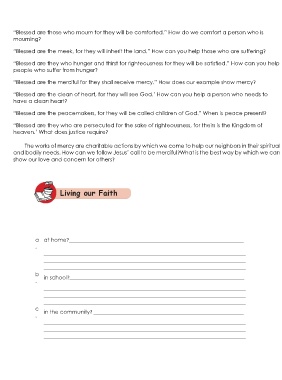 "Blessed are those who mourn for they will be comforted." How do we comfort a person who is
mourning?
"Blessed are the meek, for they will inherit the land." How can you help those who are suffering?
"Blessed are they who hunger and thirst for righteousness for they will be satisfied." How can you help
people who suffer from hunger?
"Blessed are the merciful for they shall receive mercy." How does our example show mercy?
"Blessed are the clean of heart, for they will see God.' How can you help a person who needs to
have a clean heart?
"Blessed are the peacemakers, for they will be called children of God." When is peace present?
"Blessed are they who are persecuted for the sake of righteousness, for theirs is the Kingdom of
heaven.' What does justice require?
The works of mercy are charitable actions by which we come to help our neighbors in their spiritual
and bodily needs. How can we follow Jesus' call to be merciful?What is the best way by which we can
show our love and concern for others?
Living our Faith
a. at home?
b. in school?
c. in the community?